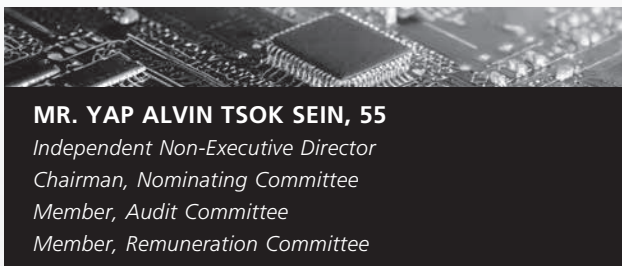 MR. YAP ALVIN TSOK SEIN, 55
Independent Non-Executive Director
Chairman, Nominating Committee
Member, Audit Committee
Member, Remuneration Committee